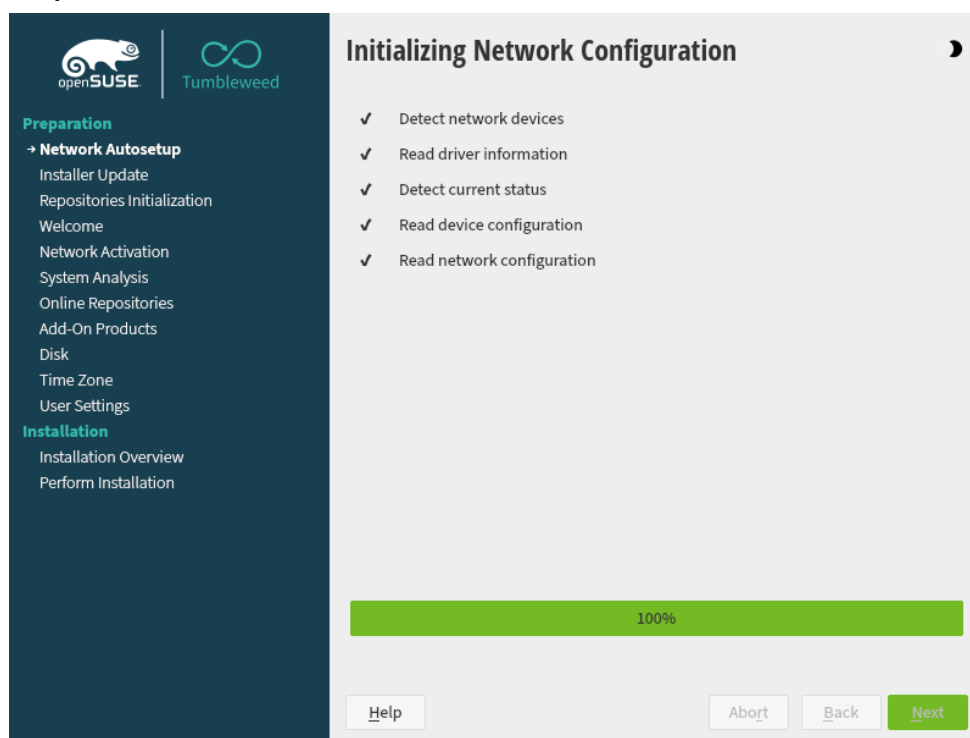 openSUSE.
Tumbleweed
Preparation
→ Network Autosetup
Installer Update
Repositories Initialization
Welcome
Network Activation
System Analysis
Online Repositories
Add-On Products
Disk
Time Zone
User Settings
Installation
Installation Overview
Perform Installation
Initializing Network Configuration
✔ Detect network devices
✔ Read driver information
✔ Detect current status
✔ Read device configuration
✔ Read network configuration
100%
Help Abort Back Next